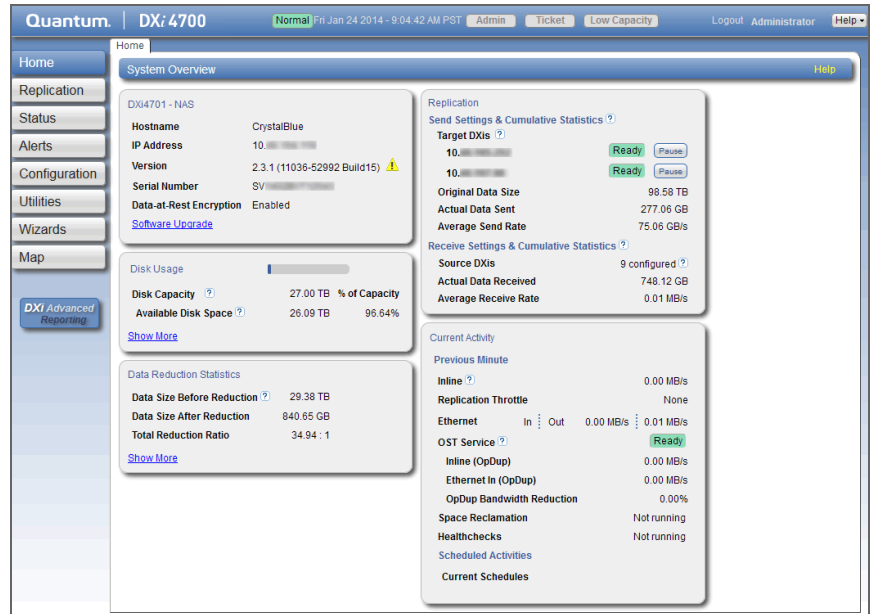 Quantum. DXi 4700 Normal Fri Jan 24 2014 - 9:04:42 AM PST Admin Ticket Low Capacity Logout Administrator Help
Home
Home
Replication
Status
Alerts
Configuration
Utilities
Wizards
Map
DXi Advanced
Reporting
System Overview Help
DXi4701 - NAS
Hostname CrystalBlue
IP Address 10.
Version 2.3.1 (11036-52992 Build15)
Serial Number SV
Data-at-Rest Encryption Enabled
Software Upgrade
Disk Usage
Disk Capacity ? 27.00 TB % of Capacity
Available Disk Space ? 26.09 TB 96.64%
Show More
Data Reduction Statistics
Data Size Before Reduction ? 29.38 TB
Data Size After Reduction 840.65 GB
Total Reduction Ratio 34.94 : 1
Show More
Replication
Send Settings & Cumulative Statistics ?
Target DXis ?
10. Ready Pause
10. Ready Pause
Original Data Size 98.58 TB
Actual Data Sent 277.06 GB
Average Send Rate 75.06 GB/s
Receive Settings & Cumulative Statistics ?
Source DXis 9 configured ?
Actual Data Received 748.12 GB
Average Receive Rate 0.01 MB/s
Current Activity
Previous Minute
Inline ? 0.00 MB/s
Replication Throttle None
Ethernet In Out 0.00 MB/s 0.01 MB/s
OST Service ? Ready
Inline (OpDup) 0.00 MB/s
Ethernet In (OpDup) 0.00 MB/s
OpDup Bandwidth Reduction 0.00%
Space Reclamation Not running
Healthchecks Not running
Scheduled Activities
Current Schedules